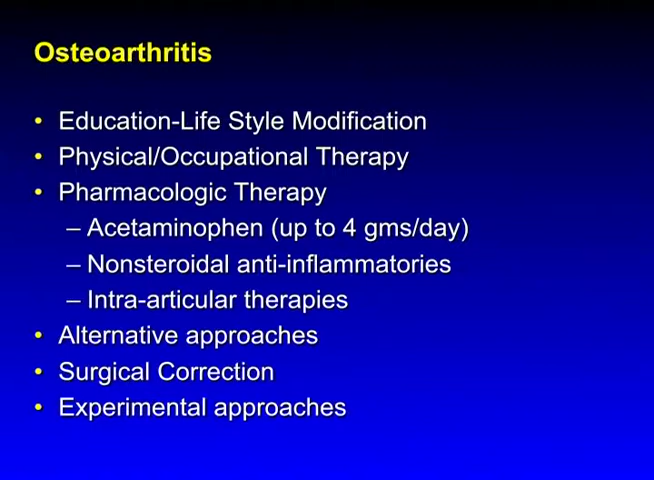 Osteoarthritis
• Education-Life Style Modification
• Physical/Occupational Therapy
• Pharmacologic Therapy
– Acetaminophen (up to 4 gms/day)
– Nonsteroidal anti-inflammatories
– Intra-articular therapies
• Alternative approaches
• Surgical Correction
• Experimental approaches